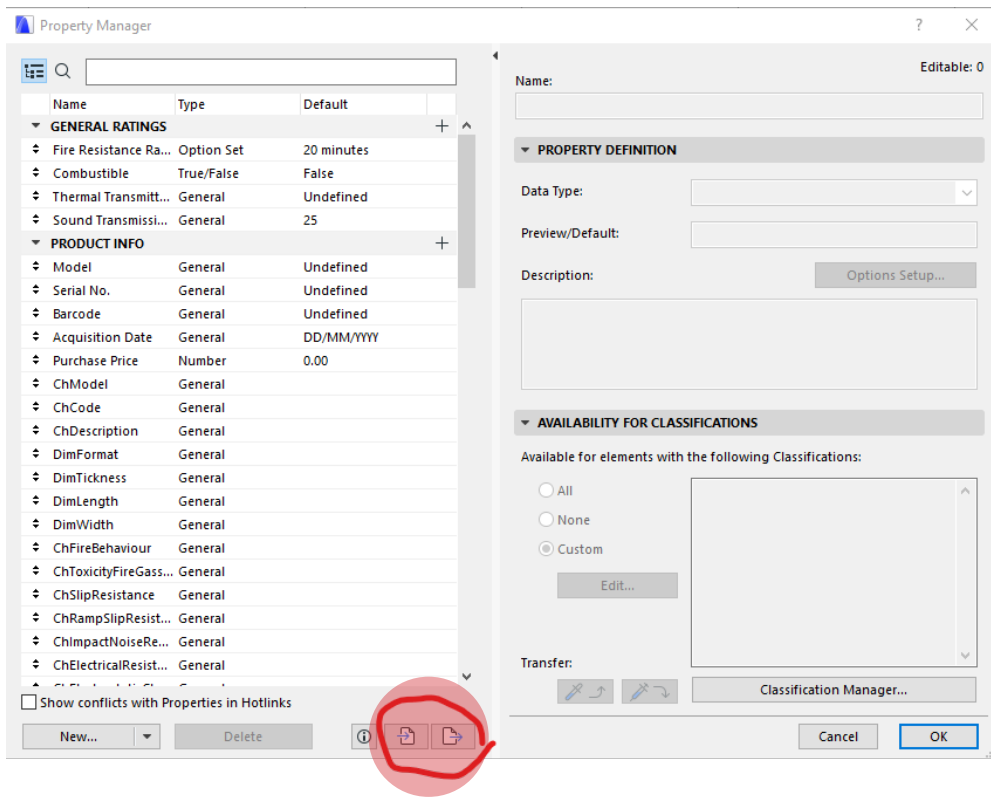 Property Manager
?
Editable: 0
Name:
Name Type Default
GENERAL RATINGS
Fire Resistance Ra... Option Set 20 minutes
Combustible True/False False
Thermal Transmitt... General Undefined
Sound Transmissi... General 25
PRODUCT INFO
Model General Undefined
Serial No. General Undefined
Barcode General Undefined
Acquisition Date General DD/MM/YYYY
Purchase Price Number 0.00
ChModel General
ChCode General
ChDescription General
DimFormat General
DimTickness General
DimLength General
DimWidth General
ChFireBehaviour General
ChToxicityFireGass... General
ChSlipResistance General
ChRampSlipResist... General
ChImpactNoiseRe... General
ChElectricalResist... General
Show conflicts with Properties in Hotlinks
New... Delete
PROPERTY DEFINITION
Data Type:
Preview/Default:
Description: Options Setup...
AVAILABILITY FOR CLASSIFICATIONS
Available for elements with the following Classifications:
All
None
Custom
Edit...
Transfer:
Classification Manager...
Cancel OK